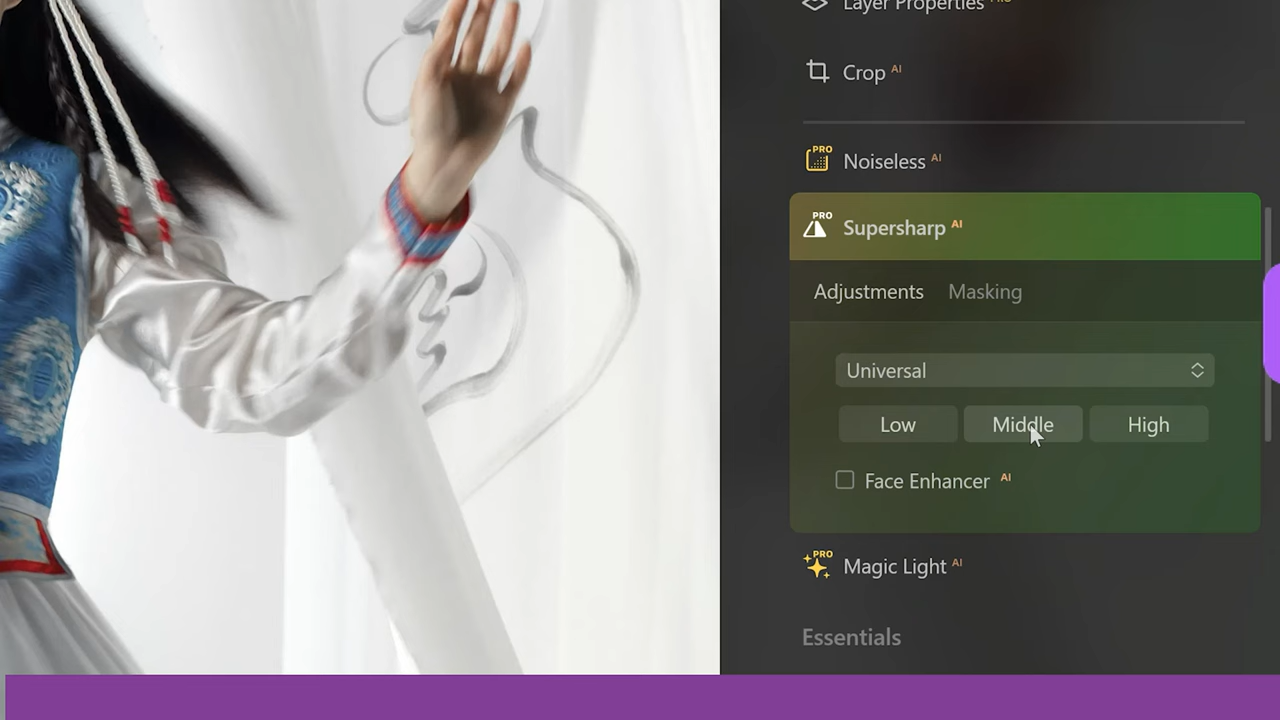 Layer Properties PRO
Crop AI
PRO
Noiseless AI
PRO
Supersharp AI
Adjustments Masking
Universal
Low Middle High
Face Enhancer AI
PRO
Magic Light AI
Essentials